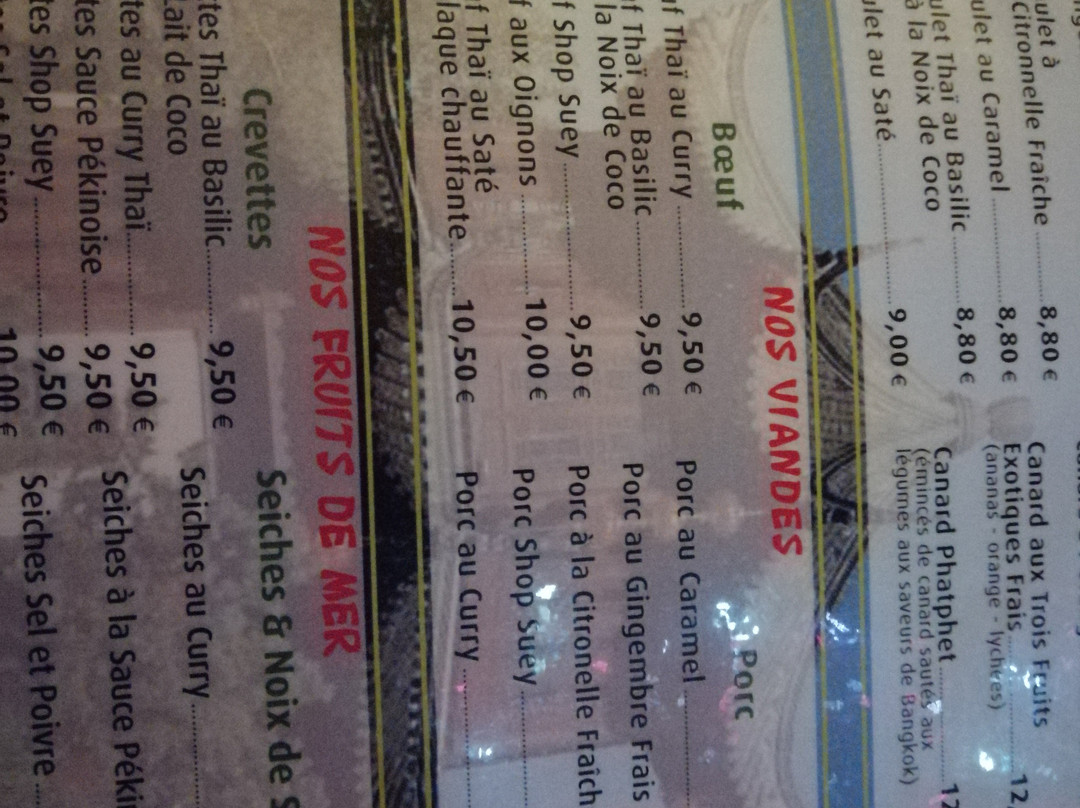 ulet à
Citronnelle Fraîche 8,80 €
ulet au Caramel 8,80 €
ulet Thaï au Basilic 8,80 €
à la Noix de Coco
ulet au Saté 9,00 €
Canard aux Trois Fruits
Exotiques Frais 12
(ananas - orange - lychees)
Canard Phatphet 12
(émincés de canard sautés aux
légumes aux saveurs de Bangkok)
NOS VIANDES
Bœuf
f Thaï au Curry 9,50 €
f Thaï au Basilic 9,50 €
la Noix de Coco
f Shop Suey 9,50 €
f aux Oignons 10,00 €
f Thaï au Saté
laque chauffante 10,50 €
Porc
Porc au Caramel
Porc au Gingembre Frais
Porc à la Citronelle Fraîch
Porc Shop Suey
Porc au Curry
NOS FRUITS DE MER
Crevettes
tes Thaï au Basilic 9,50 €
Lait de Coco
tes au Curry Thaï 9,50 €
tes Sauce Pékinoise 9,50 €
tes Shop Suey 9,50 €
10,00 €
Seiches & Noix de S
Seiches au Curry
Seiches à la Sauce Péki
Seiches Sel et Poivre